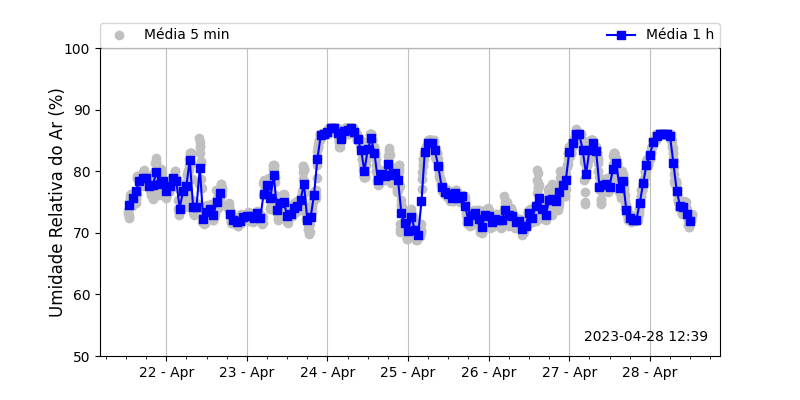 Média 5 min
Média 1 h
Umidade Relativa do Ar (%)
100
90
80
70
60
50
2023-04-28 12:39
22 - Apr
23 - Apr
24 - Apr
25 - Apr
26 - Apr
27 - Apr
28 - Apr